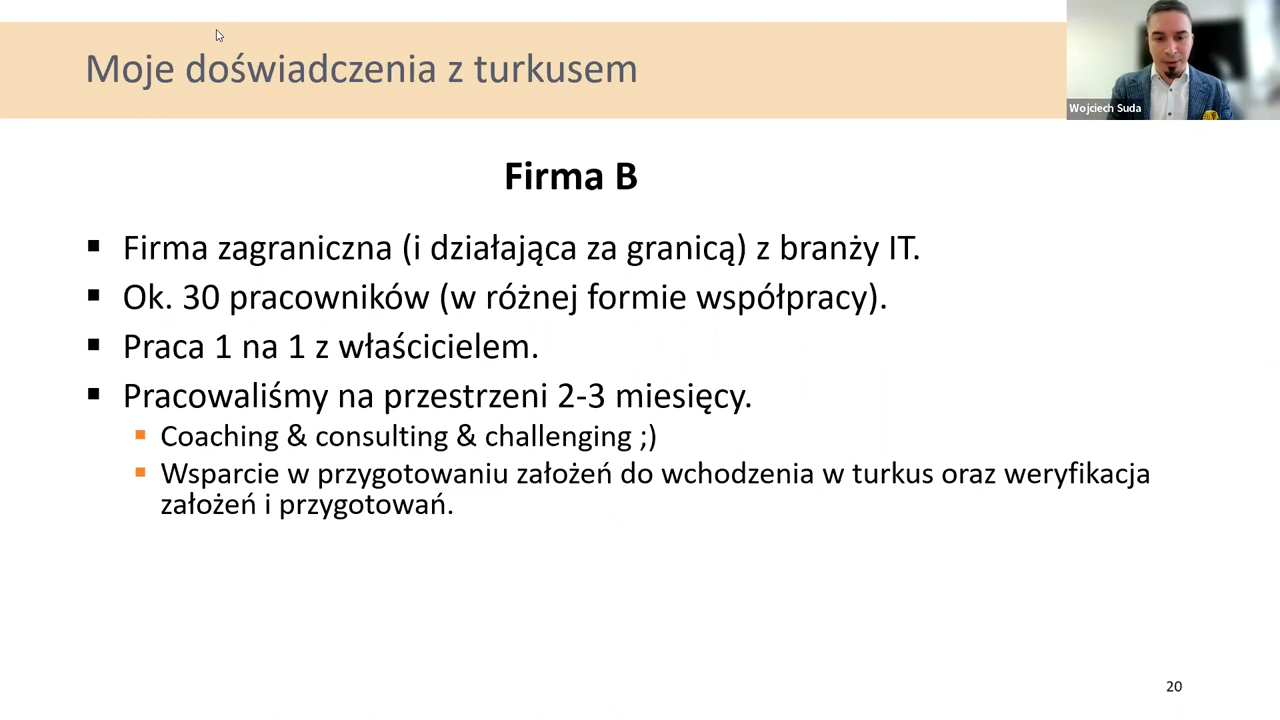 Moje doświadczenia z turkusem
Wojciech Suda
Firma B
▪ Firma zagraniczna (i działająca za granicą) z branży IT.
▪ Ok. 30 pracowników (w różnej formie współpracy).
▪ Praca 1 na 1 z właścicielem.
▪ Pracowaliśmy na przestrzeni 2-3 miesięcy.
▪ Coaching & consulting & challenging ;)
▪ Wsparcie w przygotowaniu założeń do wchodzenia w turkus oraz weryfikacja
założeń i przygotowań.
20